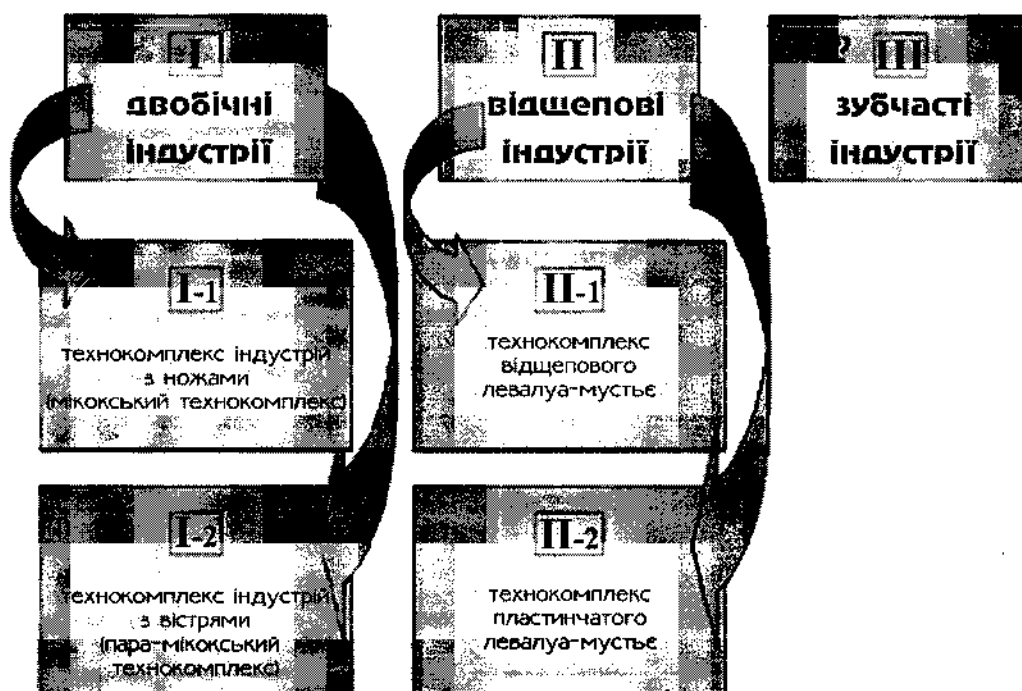 I
двобічні
індустрії
II
відщепові
індустрії
?
III
зубчасті
індустрії
I-1
технокомплекс індустрій
з ножами
(мікокський технокомплекс)
II-1
технокомплекс
відщепового
левалуа-мустьє
I-2
технокомплекс індустрій
з вістрями
(пара-мікокський
технокомплекс)
II-2
технокомплекс
пластинчатого
левалуа-мустьє